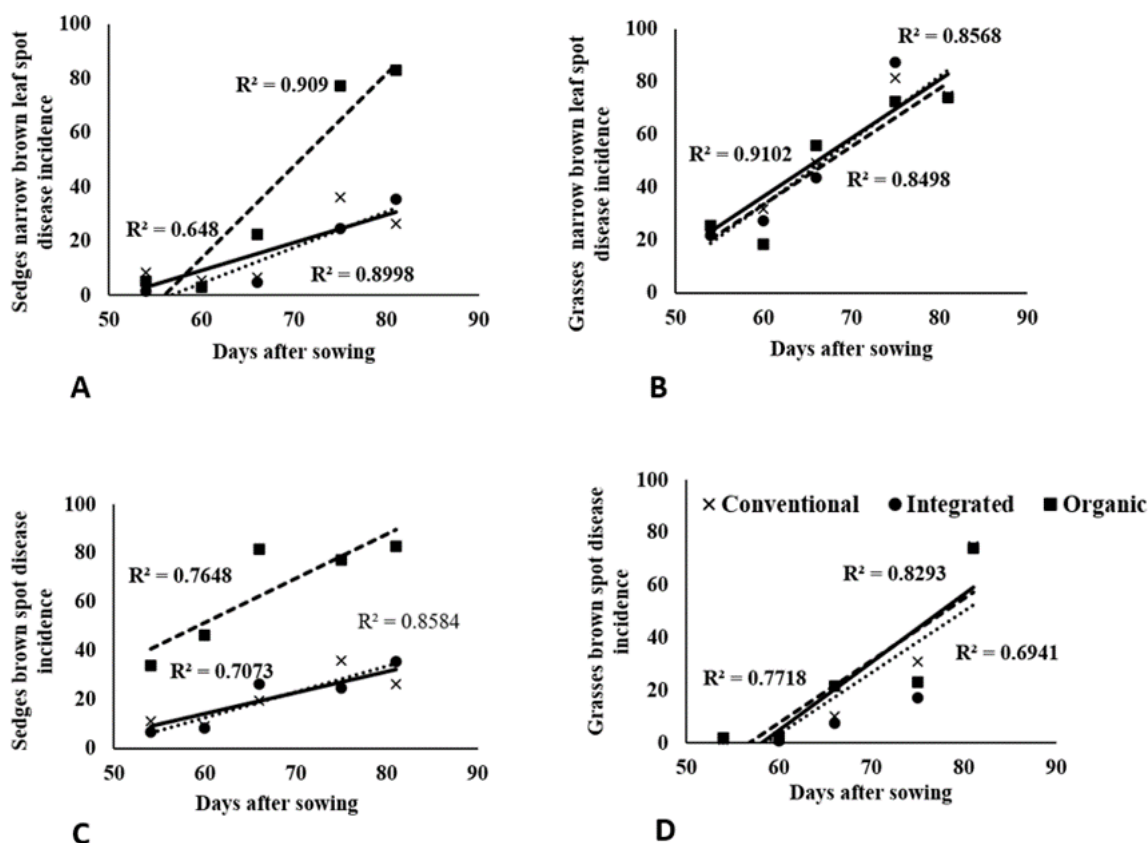 Sedges narrow brown leaf spot
disease incidence
100
80
60
40
20
0
R² = 0.909
R² = 0.648
R² = 0.8998
50 60 70 80 90
Days after sowing
A
Grasses narrow brown leaf spot
disease incidence
100
80
60
40
20
0
R² = 0.8568
R² = 0.9102
R² = 0.8498
50 60 70 80 90
Days after sowing
B
Sedges brown spot disease
incidence
100
80
60
40
20
0
R² = 0.7648
R² = 0.8584
R² = 0.7073
50 60 70 80 90
Days after sowing
C
Grasses brown spot disease
incidence
100
80
60
40
20
0
Conventional Integrated Organic
R² = 0.8293
R² = 0.6941
R² = 0.7718
50 60 70 80 90
Days after sowing
D